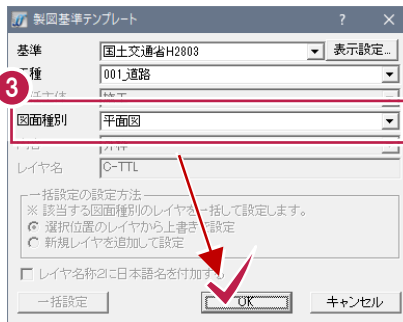 製図基準テンプレート ? ×
基準 国土交通省H2803 表示設定...
工種 001_道路
3
図面種別 平面図
レイヤ名 C-TTL
一括設定の設定方法
※ 該当する図面種別のレイヤを一括して設定します。
選択位置のレイヤから上書きで設定
新規レイヤを追加して設定
レイヤ名称2に日本語名を付加する
一括設定 OK キャンセル